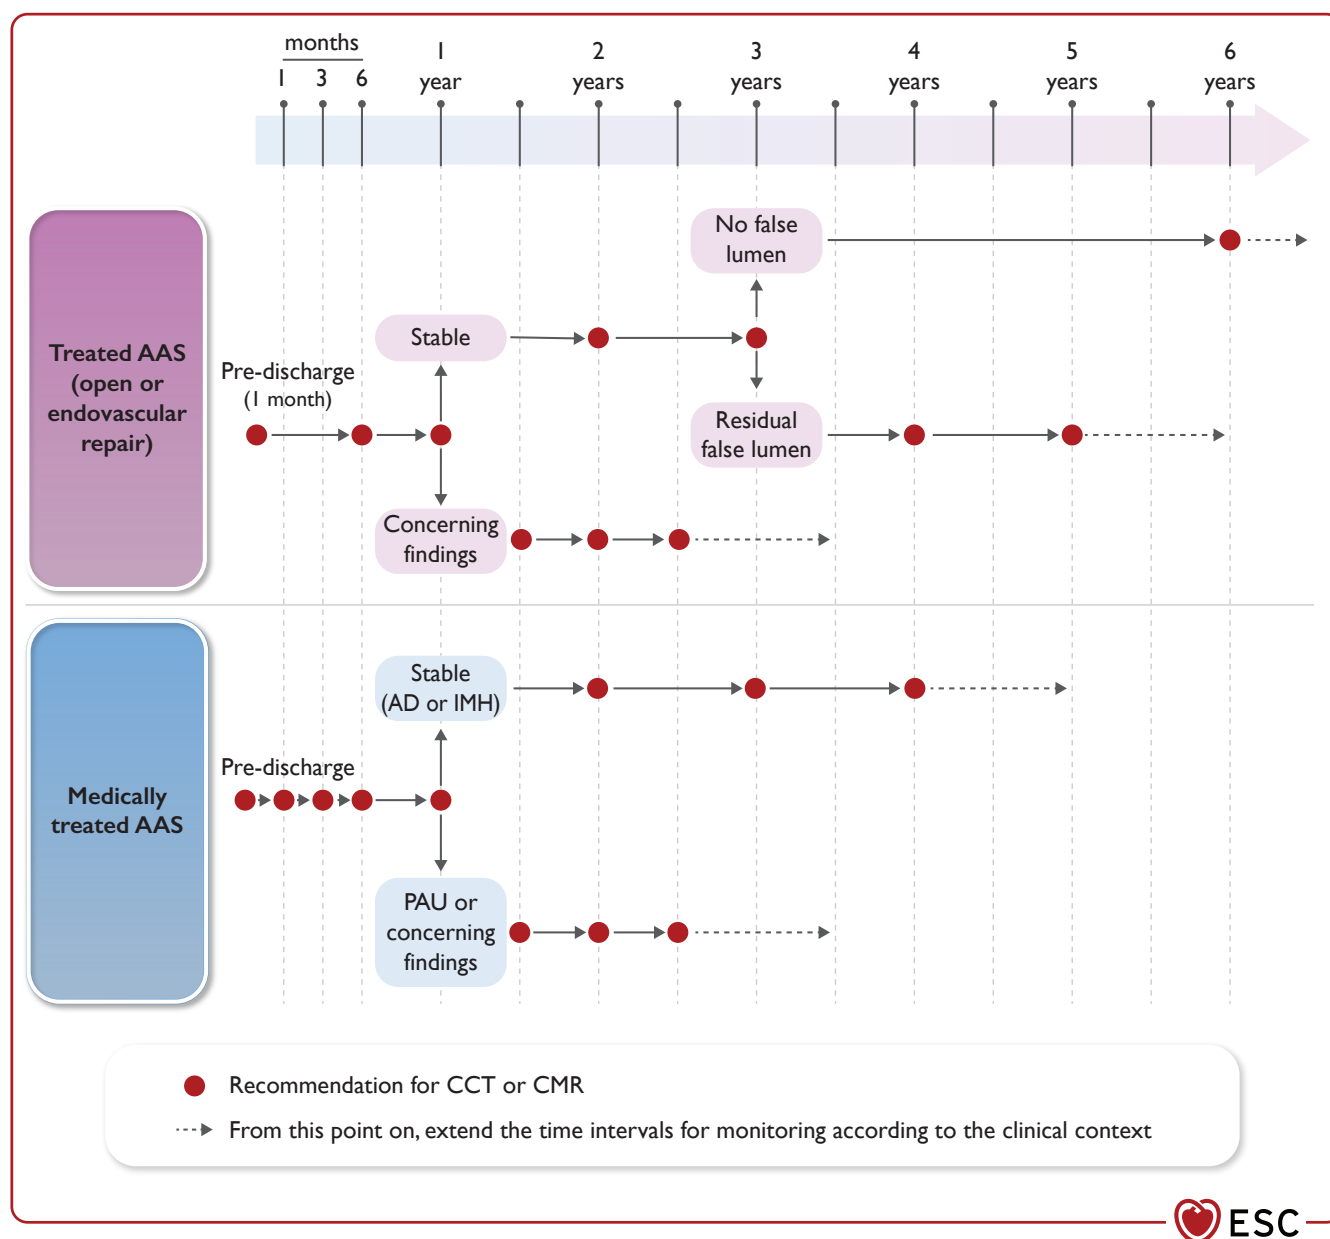 months
1 3 6
1 year
2 years
3 years
4 years
5 years
6 years
Treated AAS
(open or
endovascular
repair)
Pre-discharge
(1 month)
Stable
Concerning
findings
No false
lumen
Residual
false lumen
Medically
treated AAS
Pre-discharge
Stable
(AD or IMH)
PAU or
concerning
findings
Recommendation for CCT or CMR
From this point on, extend the time intervals for monitoring according to the clinical context
ESC